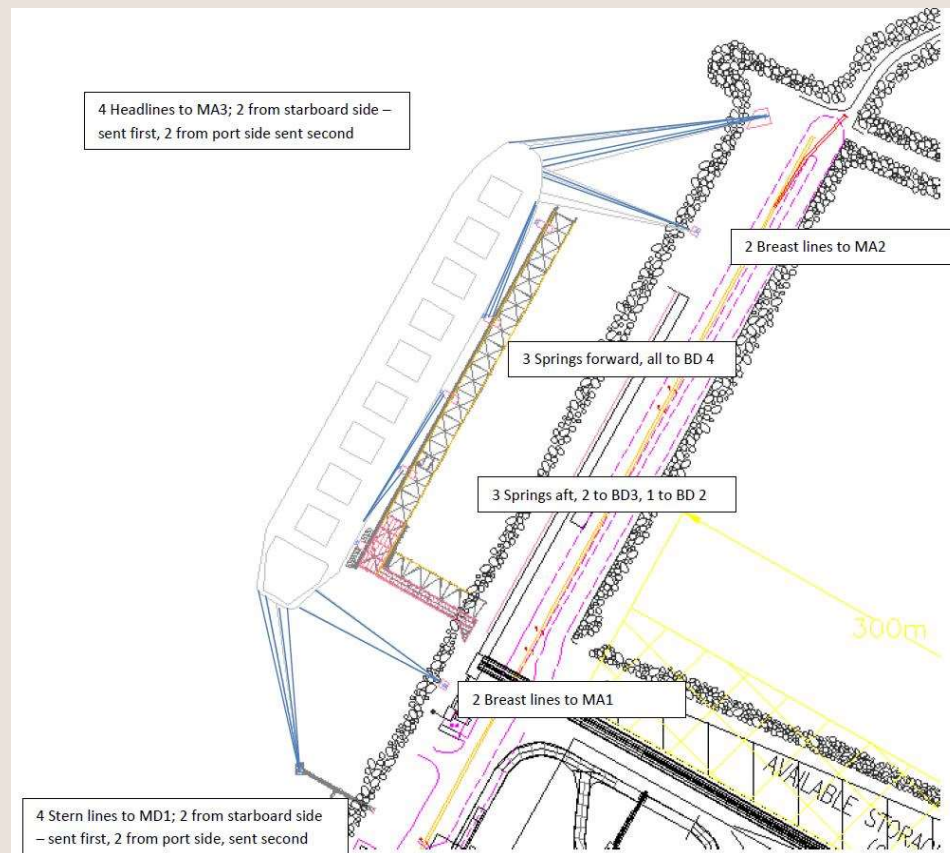 4 Headlines to MA3; 2 from starboard side –
sent first, 2 from port side sent second
2 Breast lines to MA2
3 Springs forward, all to BD 4
3 Springs aft, 2 to BD3, 1 to BD 2
300m
2 Breast lines to MA1
AVAILABLE
4 Stern lines to MD1; 2 from starboard side
– sent first, 2 from port side, sent second